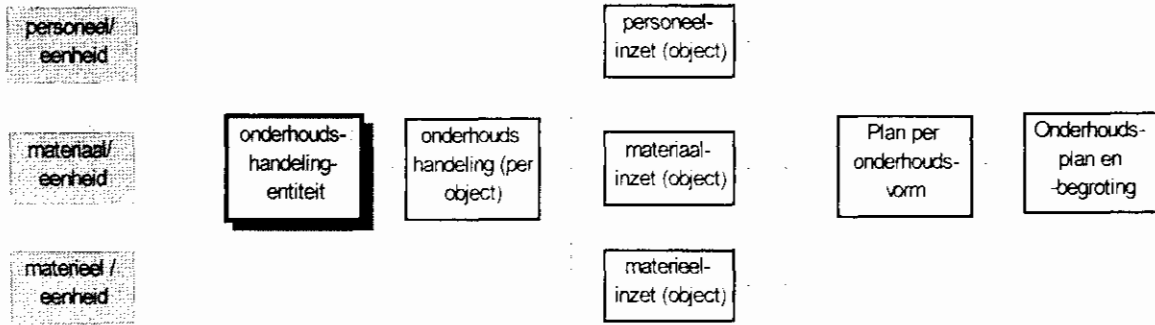 personeel/
eenheid
personeel-
inzet (object)
materiaal/
eenheid
onderhouds-
handeling-
entiteit
onderhouds
handeling (per
object)
materiaal-
inzet (object)
Plan per
onderhouds-
vorm
Onderhouds-
plan en
-begroting
materieel /
eenheid
materieel-
inzet (object)